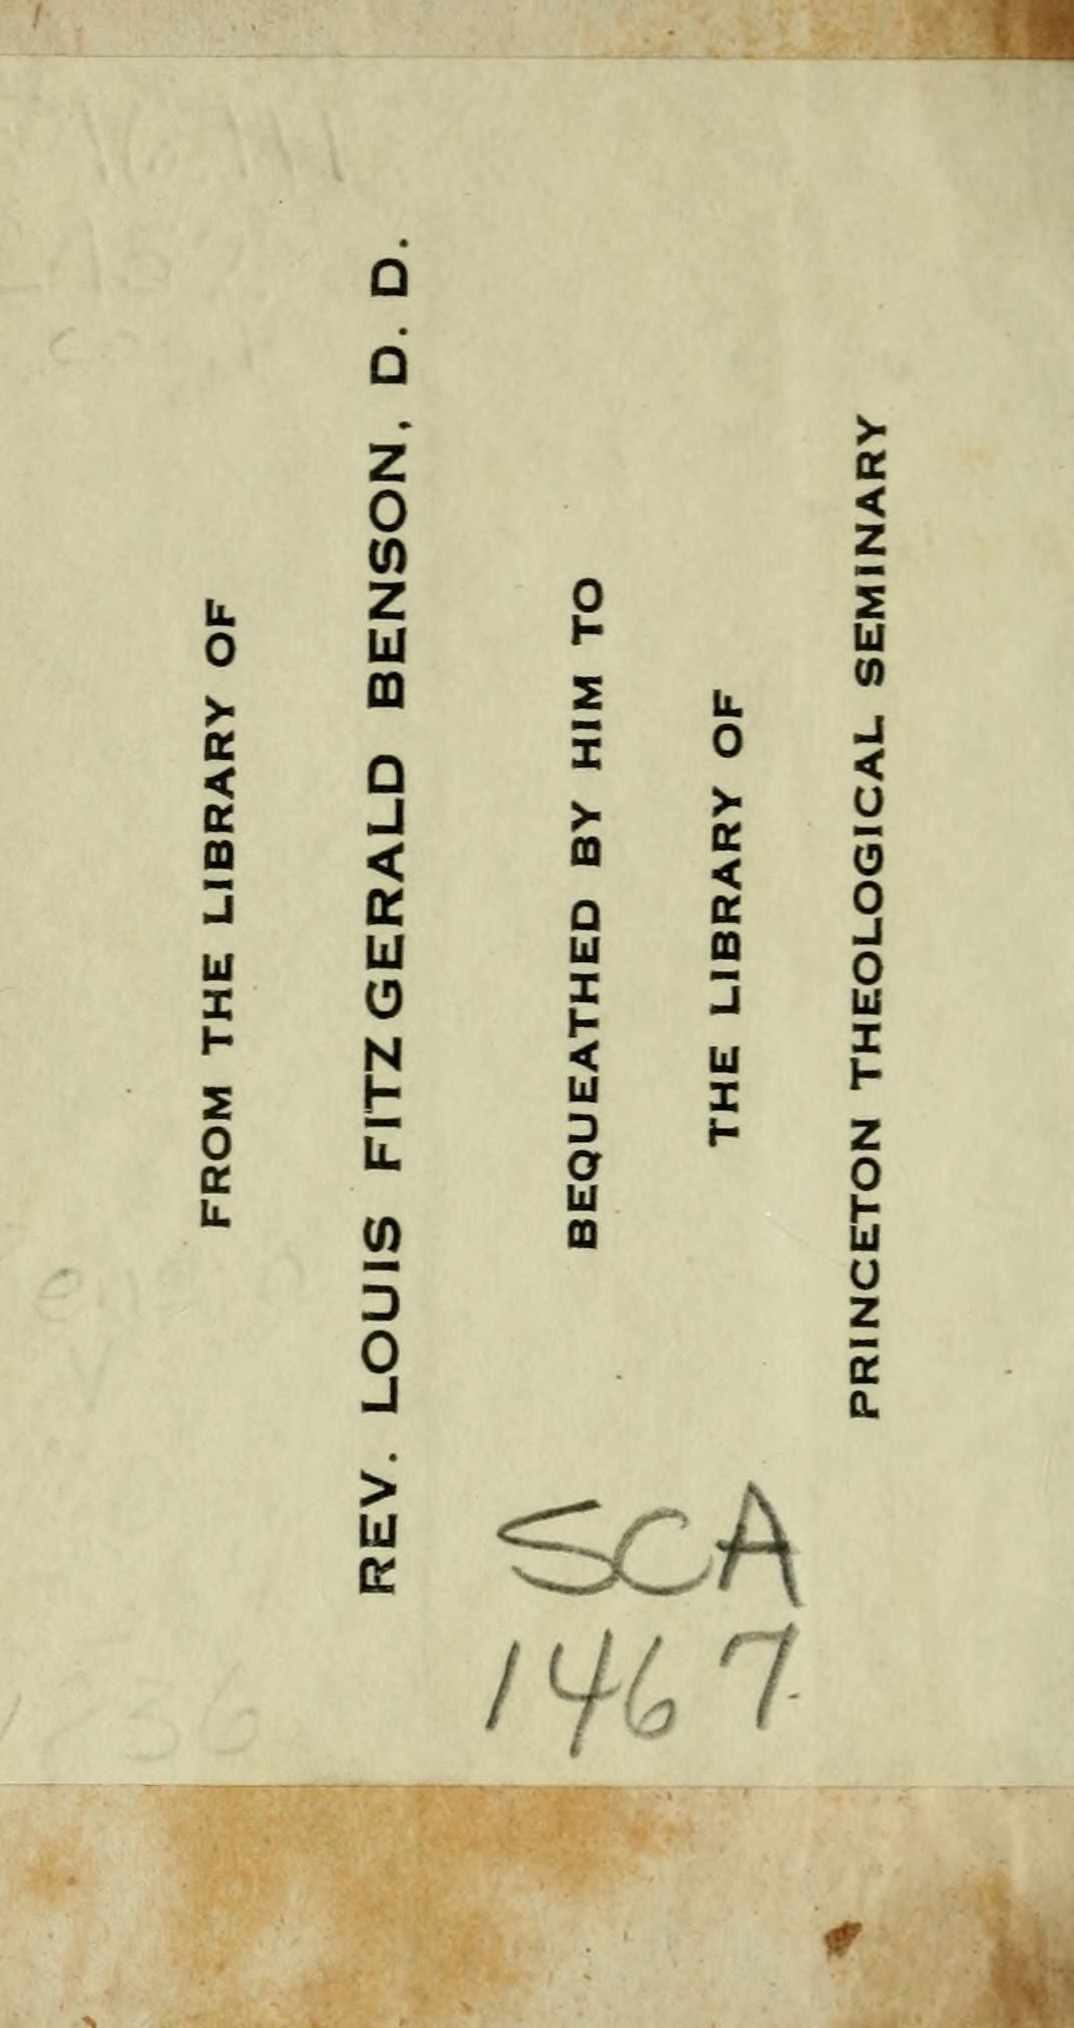 FROM THE LIBRARY OF
REV. LOUIS FITZGERALD BENSON, D. D.
BEQUEATHED BY HIM TO
THE LIBRARY OF
PRINCETON THEOLOGICAL SEMINARY
SCA
1467